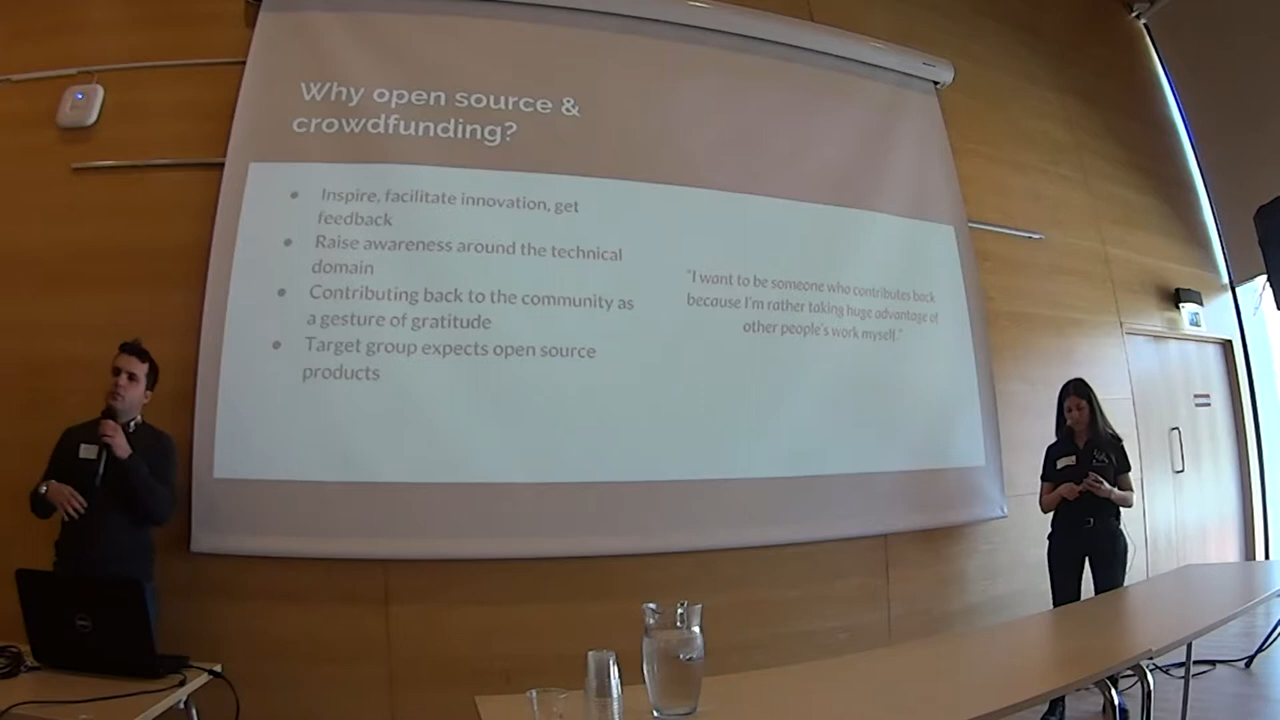 Why open source &
crowdfunding?
Inspire, facilitate innovation, get
feedback
Raise awareness around the technical
domain
Contributing back to the community as
a gesture of gratitude
Target group expects open source
products
"I want to be someone who contributes back
because I'm rather taking huge advantage of
other people's work myself."
DELL